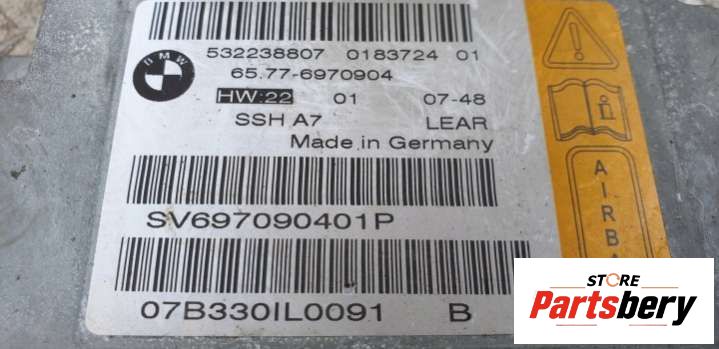 BMW
532238807 0183724 01
65.77-6970904
HW:22 01 07-48
SSH A7 LEAR
Made in Germany
SV697090401P
07B330IL0091 B
AIRB
STORE
Partsbery